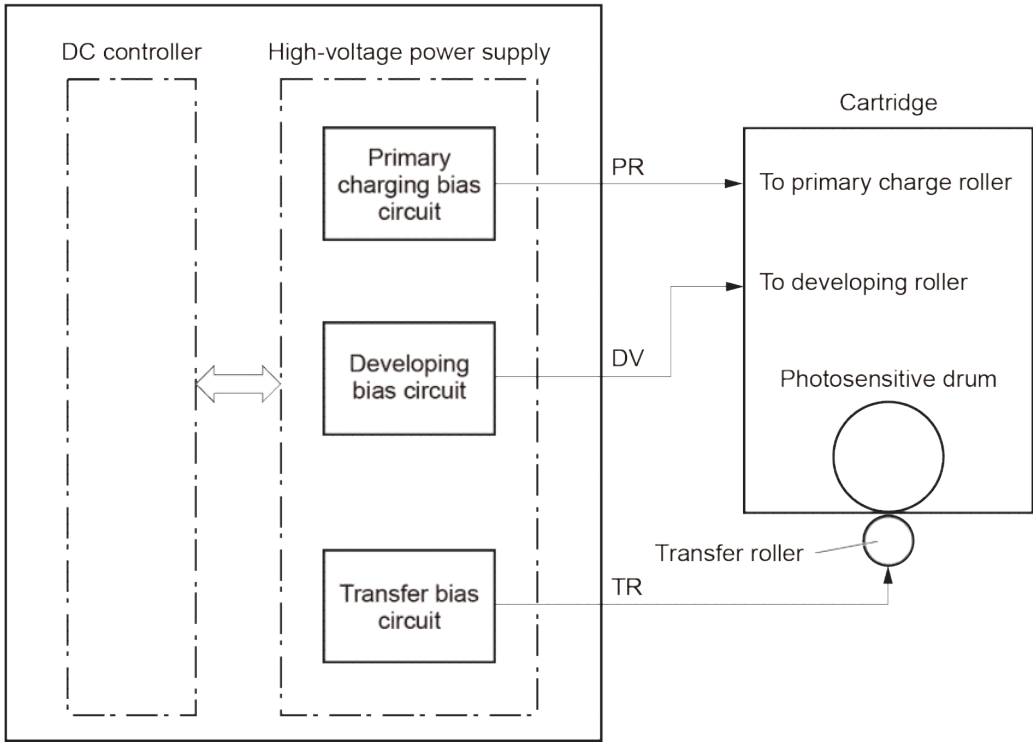 DC controller
High-voltage power supply
Cartridge
Primary
charging bias
circuit
PR
To primary charge roller
To developing roller
Developing
bias circuit
DV
Photosensitive drum
Transfer roller
Transfer bias
circuit
TR